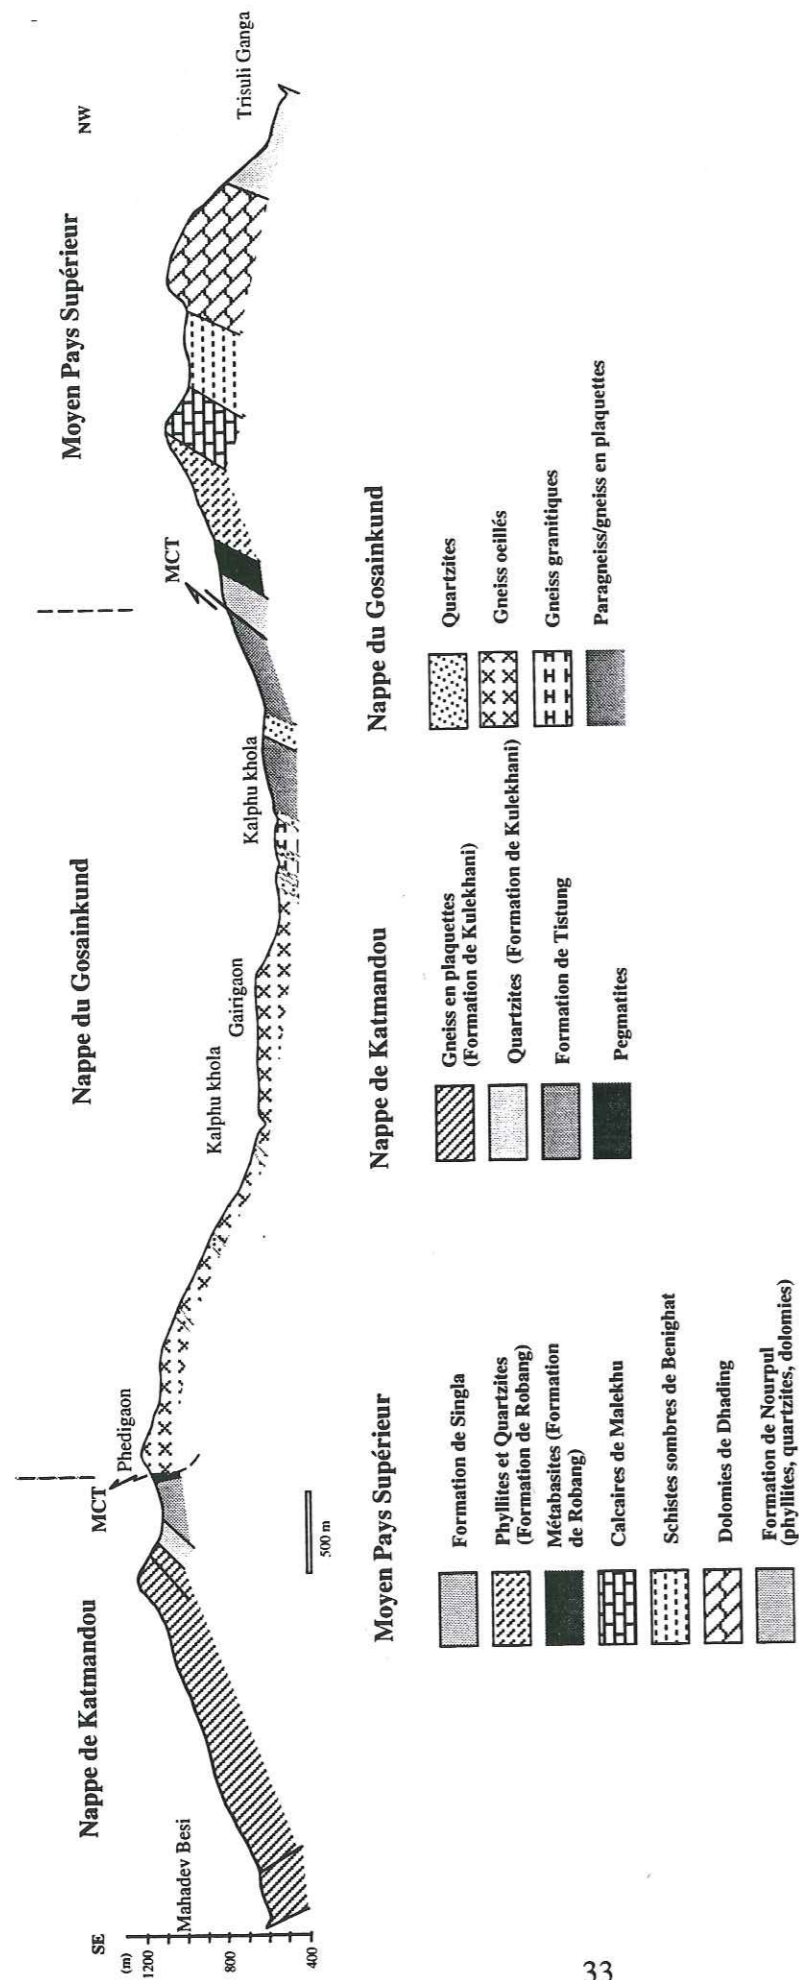 SE
NW
Nappe de Katmandou
Nappe du Gosainkund
Moyen Pays Supérieur
(m)
1200
800
400
Mahadev Besi
MCT
Phedigaon
Kalphu khola
Gairigaon
Kalphu khola
MCT
Trisuli Ganga
500 m
Moyen Pays Supérieur
Formation de Singla
Phyllites et Quartzites
(Formation de Robang)
Métabasites (Formation
de Robang)
Calcaires de Malekhu
Schistes sombres de Benighat
Dolomies de Dhading
Formation de Nourpul
(phyllites, quartzites, dolomies)
Nappe de Katmandou
Gneiss en plaquettes
(Formation de Kulekhani)
Quartzites (Formation de Kulekhani)
Formation de Tistung
Pegmatites
Nappe du Gosainkund
Quartzites
Gneiss oeillés
Gneiss granitiques
Paragneiss/gneiss en plaquettes
33